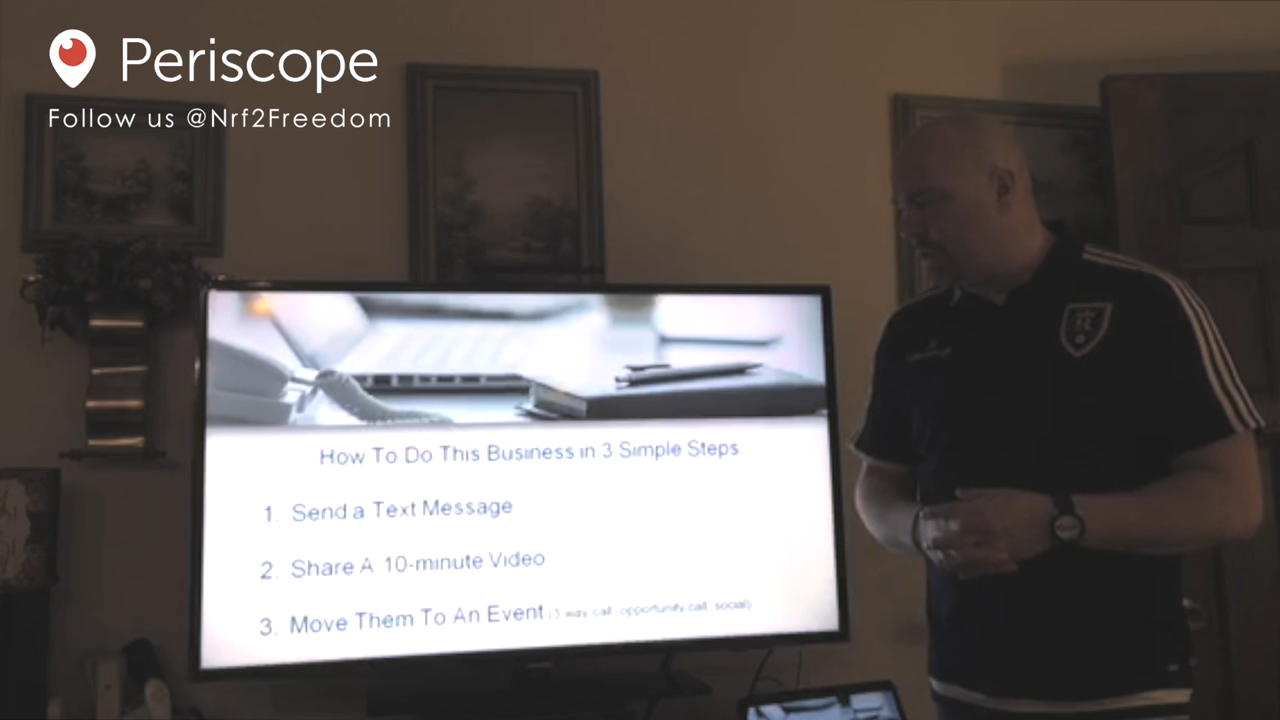 Periscope
Follow us @Nrf2Freedom
How To Do This Business in 3 Simple Steps
1. Send a Text Message
2. Share A 10-minute Video
3. Move Them To An Event (3 way call, opportunity call, social)